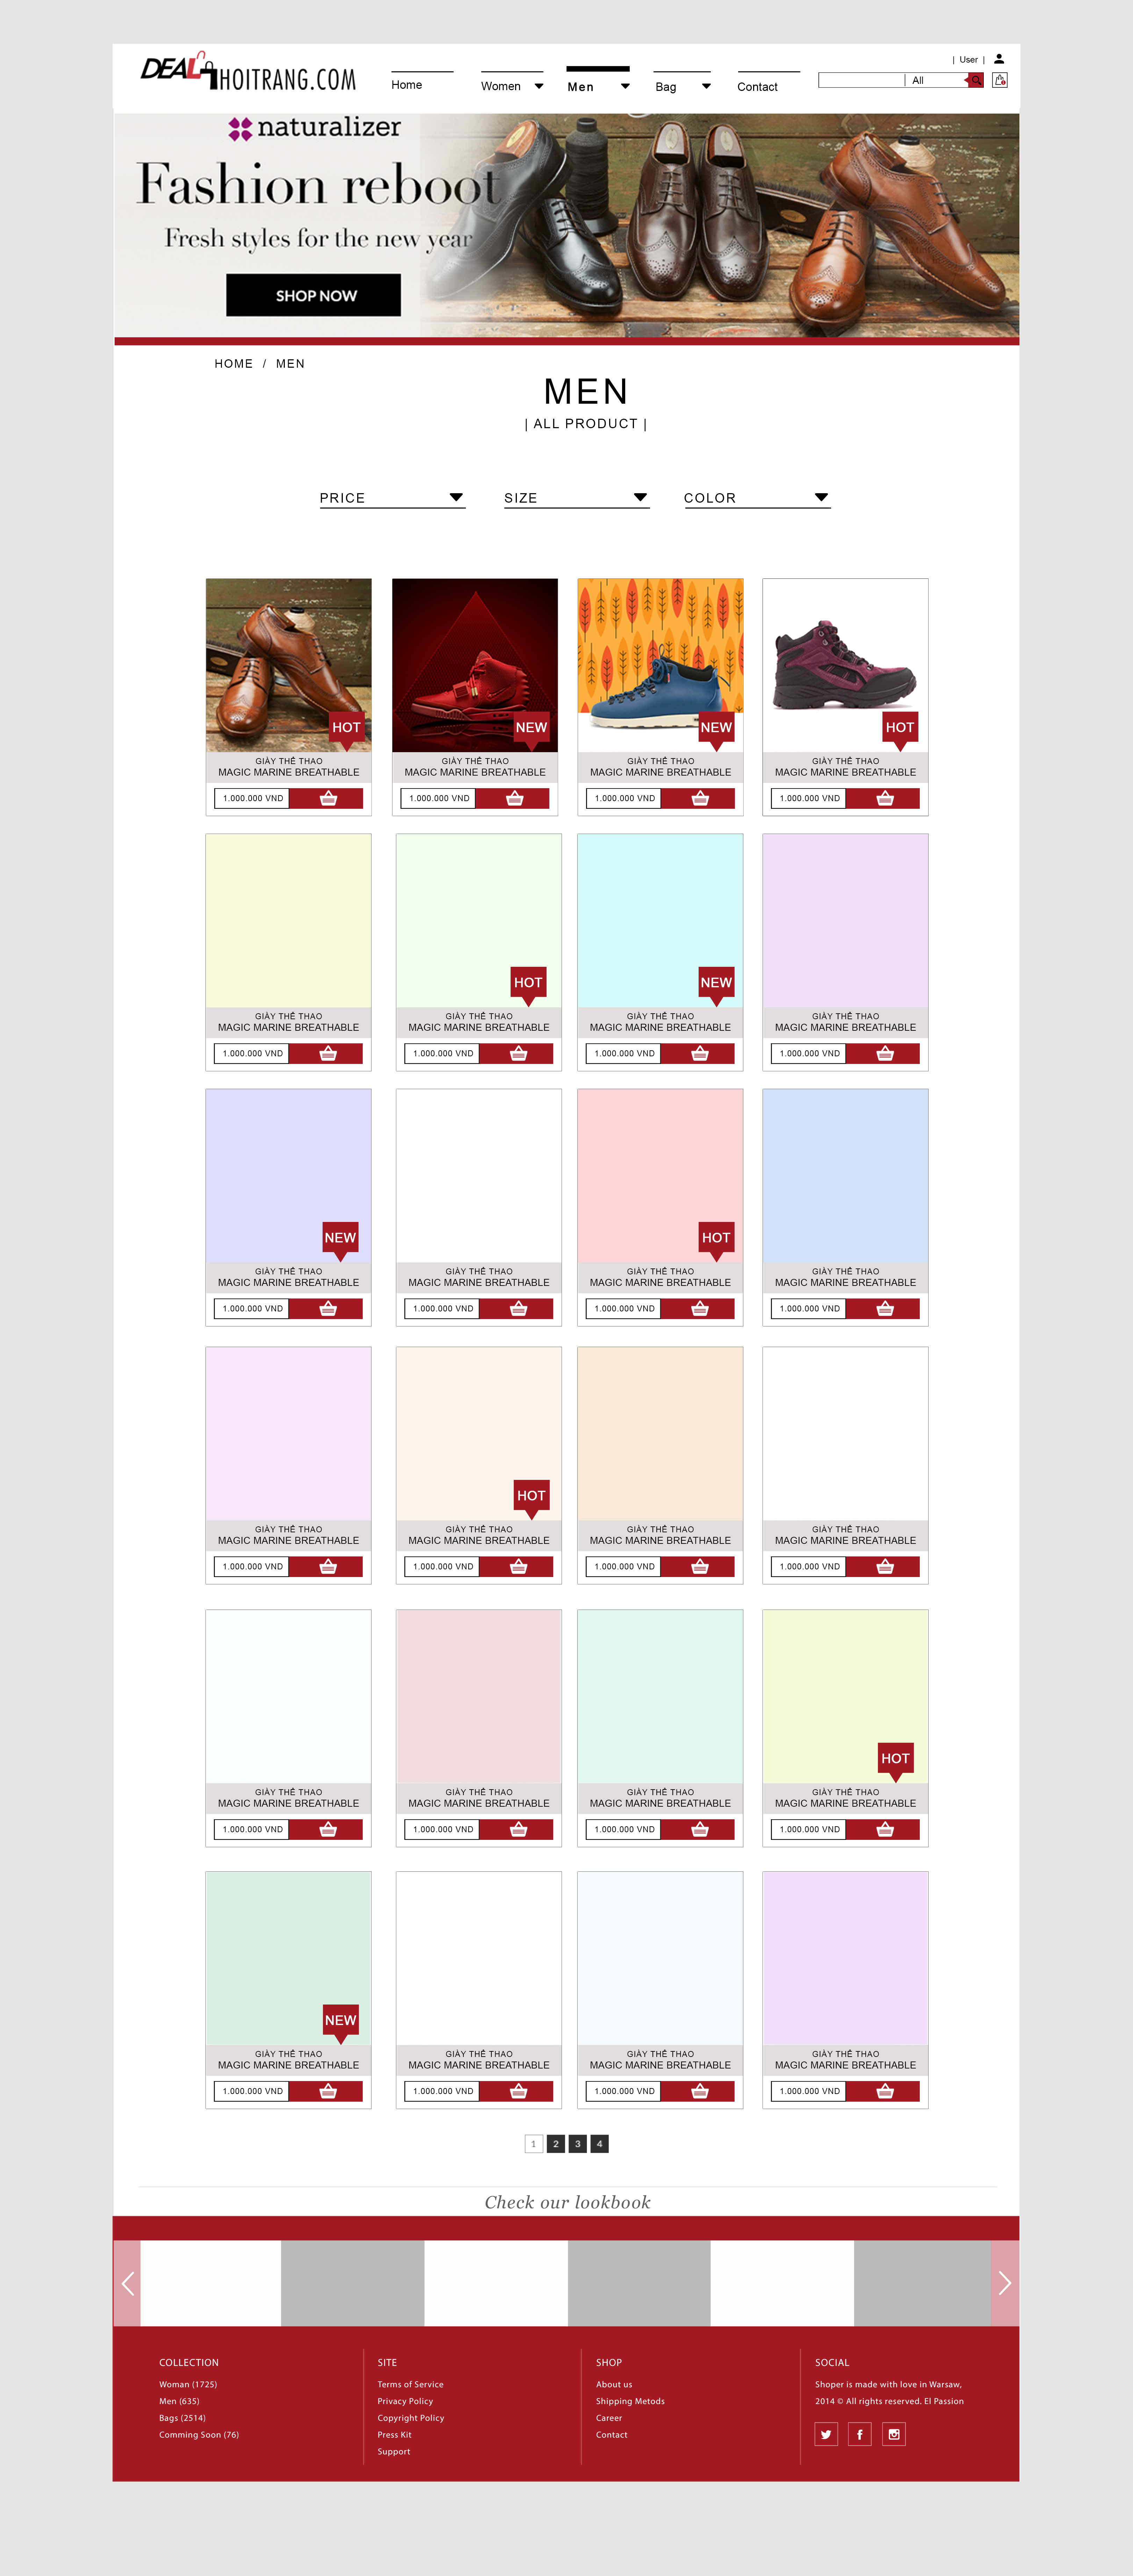 DEAL THOITRANG.COM
| User |
Home
Women
Men
Bag
Contact
All
naturalizer
Fashion reboot
Fresh styles for the new year
SHOP NOW
HOME / MEN
MEN
| ALL PRODUCT |
PRICE
SIZE
COLOR
HOT
NEW
NEW
HOT
GIÀY THỂ THAO
MAGIC MARINE BREATHABLE
1.000.000 VND
GIÀY THỂ THAO
MAGIC MARINE BREATHABLE
1.000.000 VND
GIÀY THỂ THAO
MAGIC MARINE BREATHABLE
1.000.000 VND
GIÀY THỂ THAO
MAGIC MARINE BREATHABLE
1.000.000 VND
HOT
NEW
GIÀY THỂ THAO
MAGIC MARINE BREATHABLE
1.000.000 VND
GIÀY THỂ THAO
MAGIC MARINE BREATHABLE
1.000.000 VND
GIÀY THỂ THAO
MAGIC MARINE BREATHABLE
1.000.000 VND
GIÀY THỂ THAO
MAGIC MARINE BREATHABLE
1.000.000 VND
NEW
HOT
GIÀY THỂ THAO
MAGIC MARINE BREATHABLE
1.000.000 VND
GIÀY THỂ THAO
MAGIC MARINE BREATHABLE
1.000.000 VND
GIÀY THỂ THAO
MAGIC MARINE BREATHABLE
1.000.000 VND
GIÀY THỂ THAO
MAGIC MARINE BREATHABLE
1.000.000 VND
HOT
GIÀY THỂ THAO
MAGIC MARINE BREATHABLE
1.000.000 VND
GIÀY THỂ THAO
MAGIC MARINE BREATHABLE
1.000.000 VND
GIÀY THỂ THAO
MAGIC MARINE BREATHABLE
1.000.000 VND
GIÀY THỂ THAO
MAGIC MARINE BREATHABLE
1.000.000 VND
HOT
GIÀY THỂ THAO
MAGIC MARINE BREATHABLE
1.000.000 VND
GIÀY THỂ THAO
MAGIC MARINE BREATHABLE
1.000.000 VND
GIÀY THỂ THAO
MAGIC MARINE BREATHABLE
1.000.000 VND
GIÀY THỂ THAO
MAGIC MARINE BREATHABLE
1.000.000 VND
NEW
GIÀY THỂ THAO
MAGIC MARINE BREATHABLE
1.000.000 VND
GIÀY THỂ THAO
MAGIC MARINE BREATHABLE
1.000.000 VND
GIÀY THỂ THAO
MAGIC MARINE BREATHABLE
1.000.000 VND
GIÀY THỂ THAO
MAGIC MARINE BREATHABLE
1.000.000 VND
1 2 3 4
Check our lookbook
COLLECTION
Woman (1725)
Men (635)
Bags (2514)
Comming Soon (76)
SITE
Terms of Service
Privacy Policy
Copyright Policy
Press Kit
Support
SHOP
About us
Shipping Metods
Career
Contact
SOCIAL
Shoper is made with love in Warsaw,
2014 © All rights reserved. El Passion